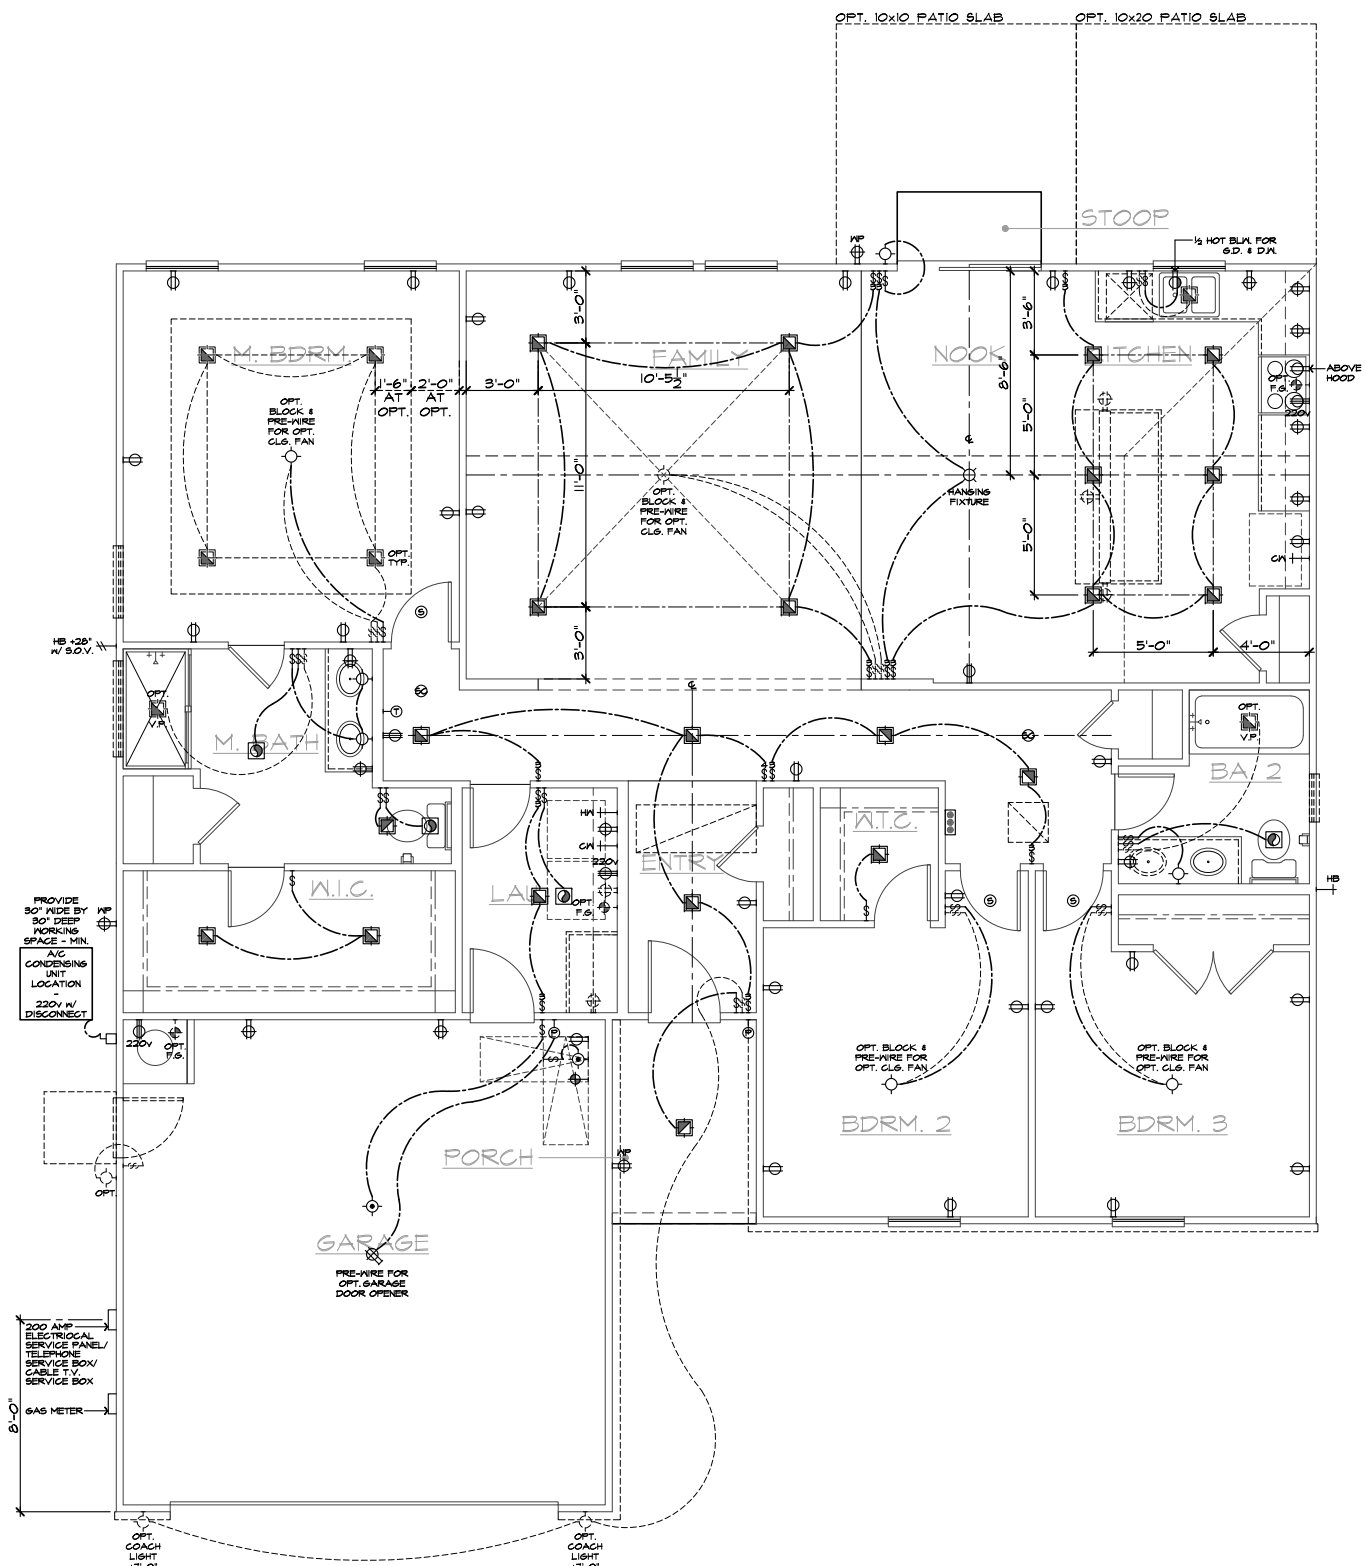 OPT. 10x10 PATIO SLAB
OPT. 10x20 PATIO SLAB
STOOP
WP
½ HOT BLW. FOR
G.D. & D.W.
M. BDRM.
OPT.
BLOCK &
PRE-WIRE
FOR OPT.
CLG. FAN
1'-6"
AT
OPT.
2'-0"
AT
OPT.
3'-0"
10'-5½"
3'-0"
11'-0"
3'-0"
FAMILY
OPT.
BLOCK &
PRE-WIRE
FOR OPT.
CLG. FAN
NOOK
8'-6"
HANGING
FIXTURE
3'-6"
5'-0"
5'-0"
KITCHEN
OPT.
F.G.
220V
ABOVE
HOOD
CW
5'-0"
4'-0"
OPT.
TYP.
S
HB +28"
W/ S.O.V.
OPT.
V.P.
M. BATH
T
OPT.
V.P.
BA. 2
HW
CW
220V
OPT.
F.G.
LAU
ENTRY
W.I.C.
W.I.C.
S
S
HB
PROVIDE
30" WIDE BY
30" DEEP
WORKING
SPACE - MIN.
WP
A/C
CONDENSING
UNIT
LOCATION
-
220V W/
DISCONNECT
220V
OPT.
F.G.
P
P
OPT. BLOCK &
PRE-WIRE FOR
OPT. CLG. FAN
BDRM. 2
OPT. BLOCK &
PRE-WIRE FOR
OPT. CLG. FAN
BDRM. 3
PORCH
WP
OPT.
GARAGE
PRE-WIRE FOR
OPT. GARAGE
DOOR OPENER
200 AMP
ELECTRIOCAL
SERVICE PANEL/
TELEPHONE
SERVICE BOX/
CABLE T.V.
SERVICE BOX
GAS METER
8'-0"
OPT.
COACH
LIGHT
OPT.
COACH
LIGHT